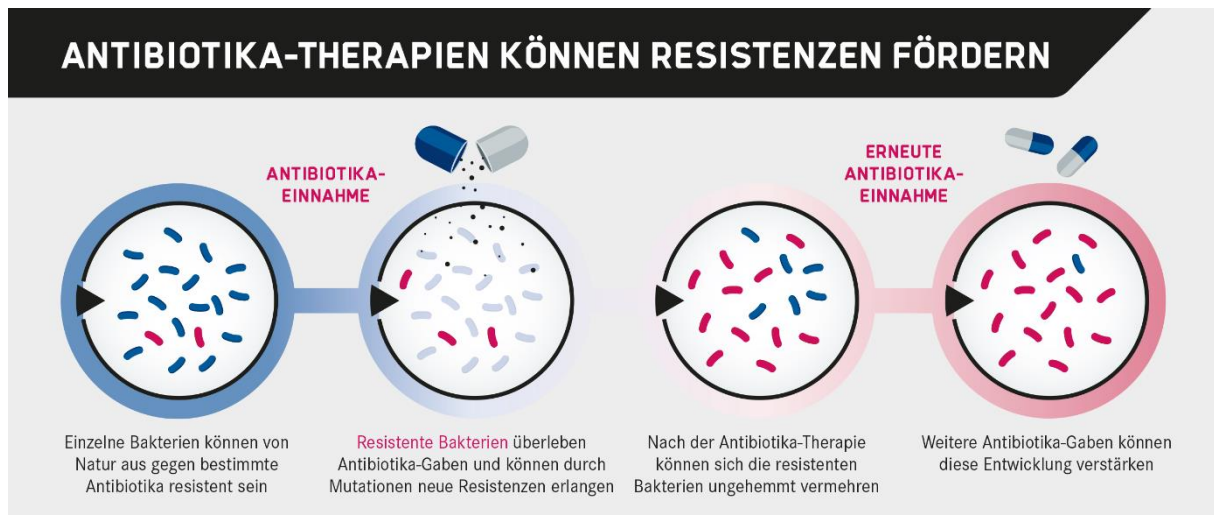 ANTIBIOTIKA-THERAPIEN KÖNNEN RESISTENZEN FÖRDERN
ANTIBIOTIKA-
EINNAHME
ERNEUTE
ANTIBIOTIKA-
EINNAHME
Einzelne Bakterien können von
Natur aus gegen bestimmte
Antibiotika resistent sein
Resistente Bakterien überleben
Antibiotika-Gaben und können durch
Mutationen neue Resistenzen erlangen
Nach der Antibiotika-Therapie
können sich die resistenten
Bakterien ungehemmt vermehren
Weitere Antibiotika-Gaben können
diese Entwicklung verstärken